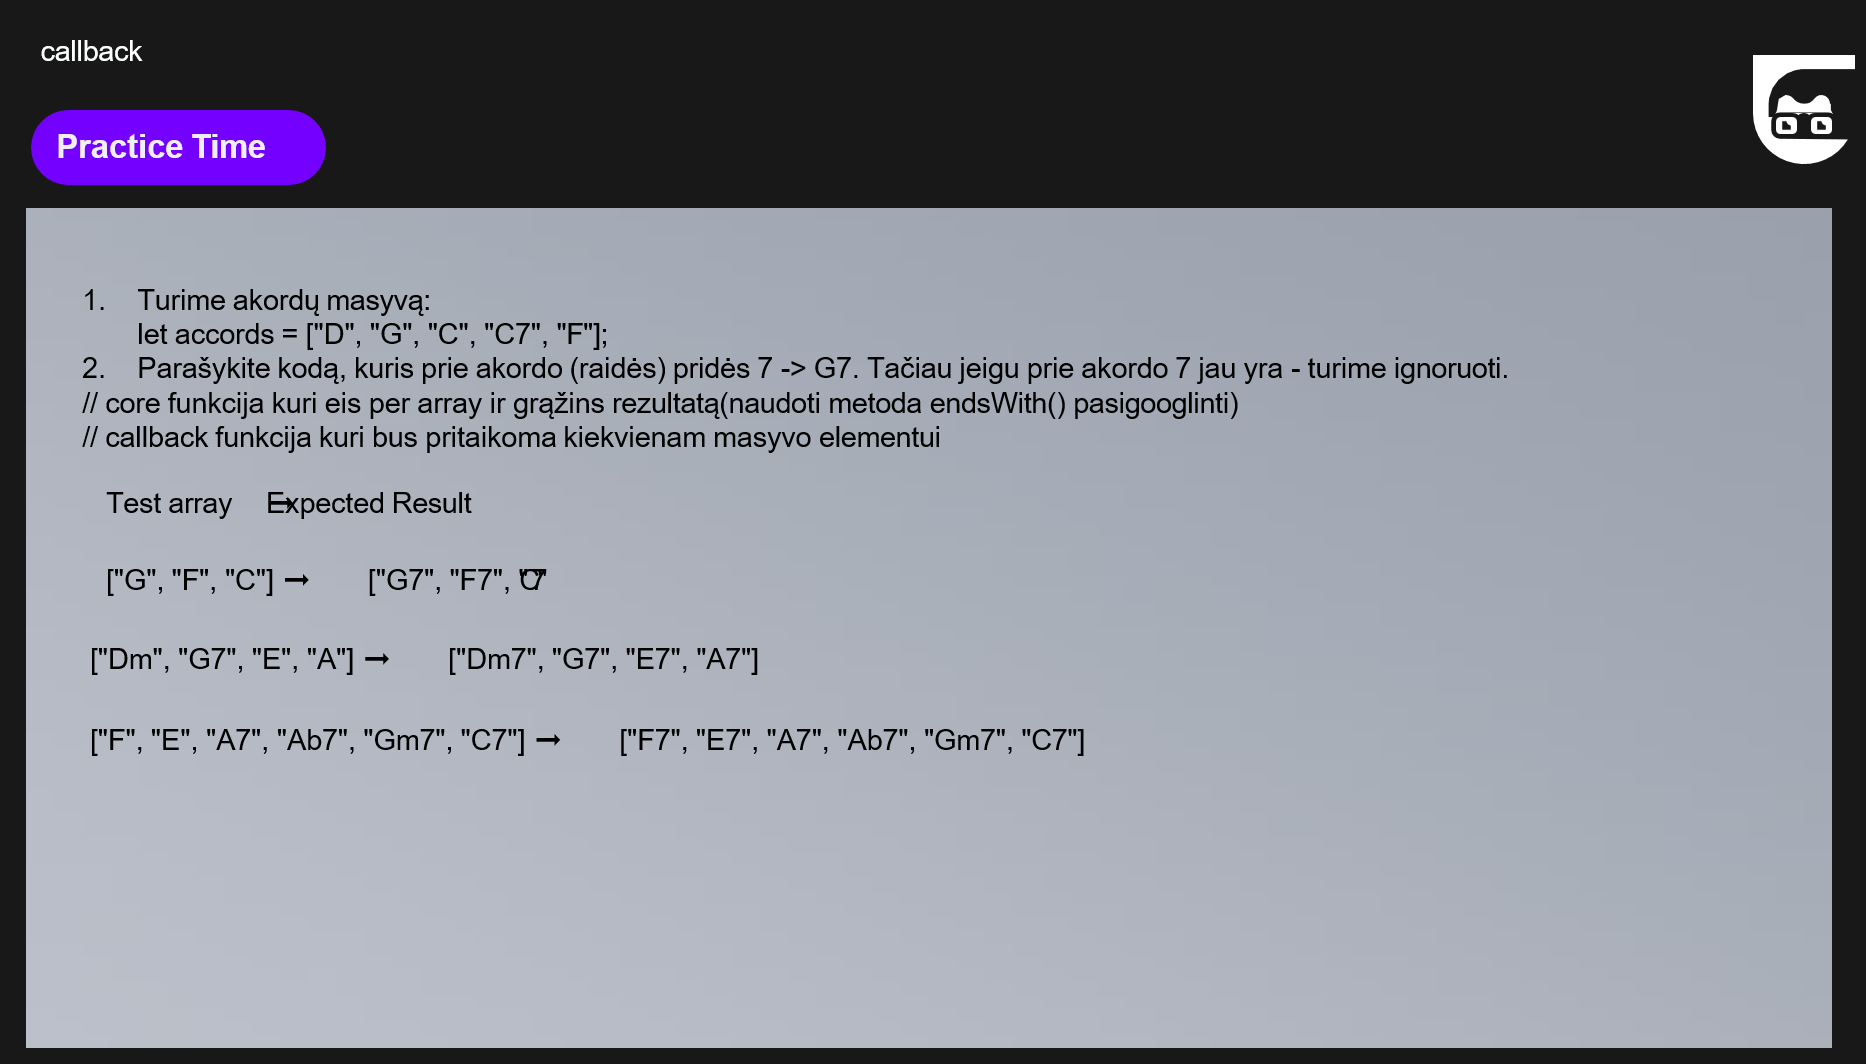 callback
Practice Time
1. Turime akordų masyvą:
let accords = ["D", "G", "C", "C7", "F"];
2. Parašykite kodą, kuris prie akordo (raidės) pridės 7 -> G7. Tačiau jeigu prie akordo 7 jau yra - turime ignoruoti.
// core funkcija kuri eis per array ir grąžins rezultatą(naudoti metoda endsWith() pasigooglinti)
// callback funkcija kuri bus pritaikoma kiekvienam masyvo elementui
Test array ➞ Expected Result
["G", "F", "C"] ➞ ["G7", "F7",
["Dm", "G7", "E", "A"] ➞ ["Dm7", "G7", "E7", "A7"]
["F", "E", "A7", "Ab7", "Gm7", "C7"] ➞ ["F7", "E7", "A7", "Ab7", "Gm7", "C7"]